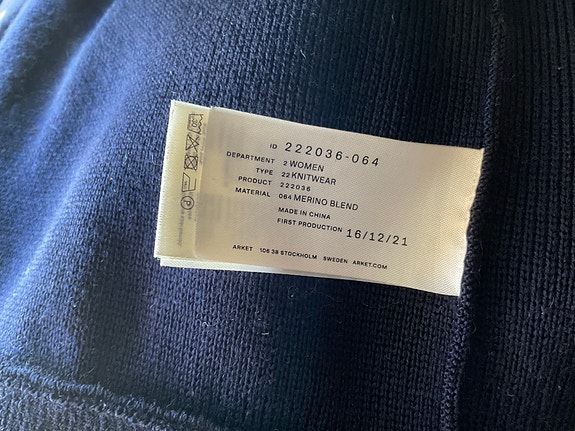 ID 222036-064
DEPARTMENT 2 WOMEN
TYPE 22 KNITWEAR
PRODUCT 222036
MATERIAL 064 MERINO BLEND
MADE IN CHINA
FIRST PRODUCTION 16/12/21
ARKET 106 38 STOCKHOLM SWEDEN ARKET.COM